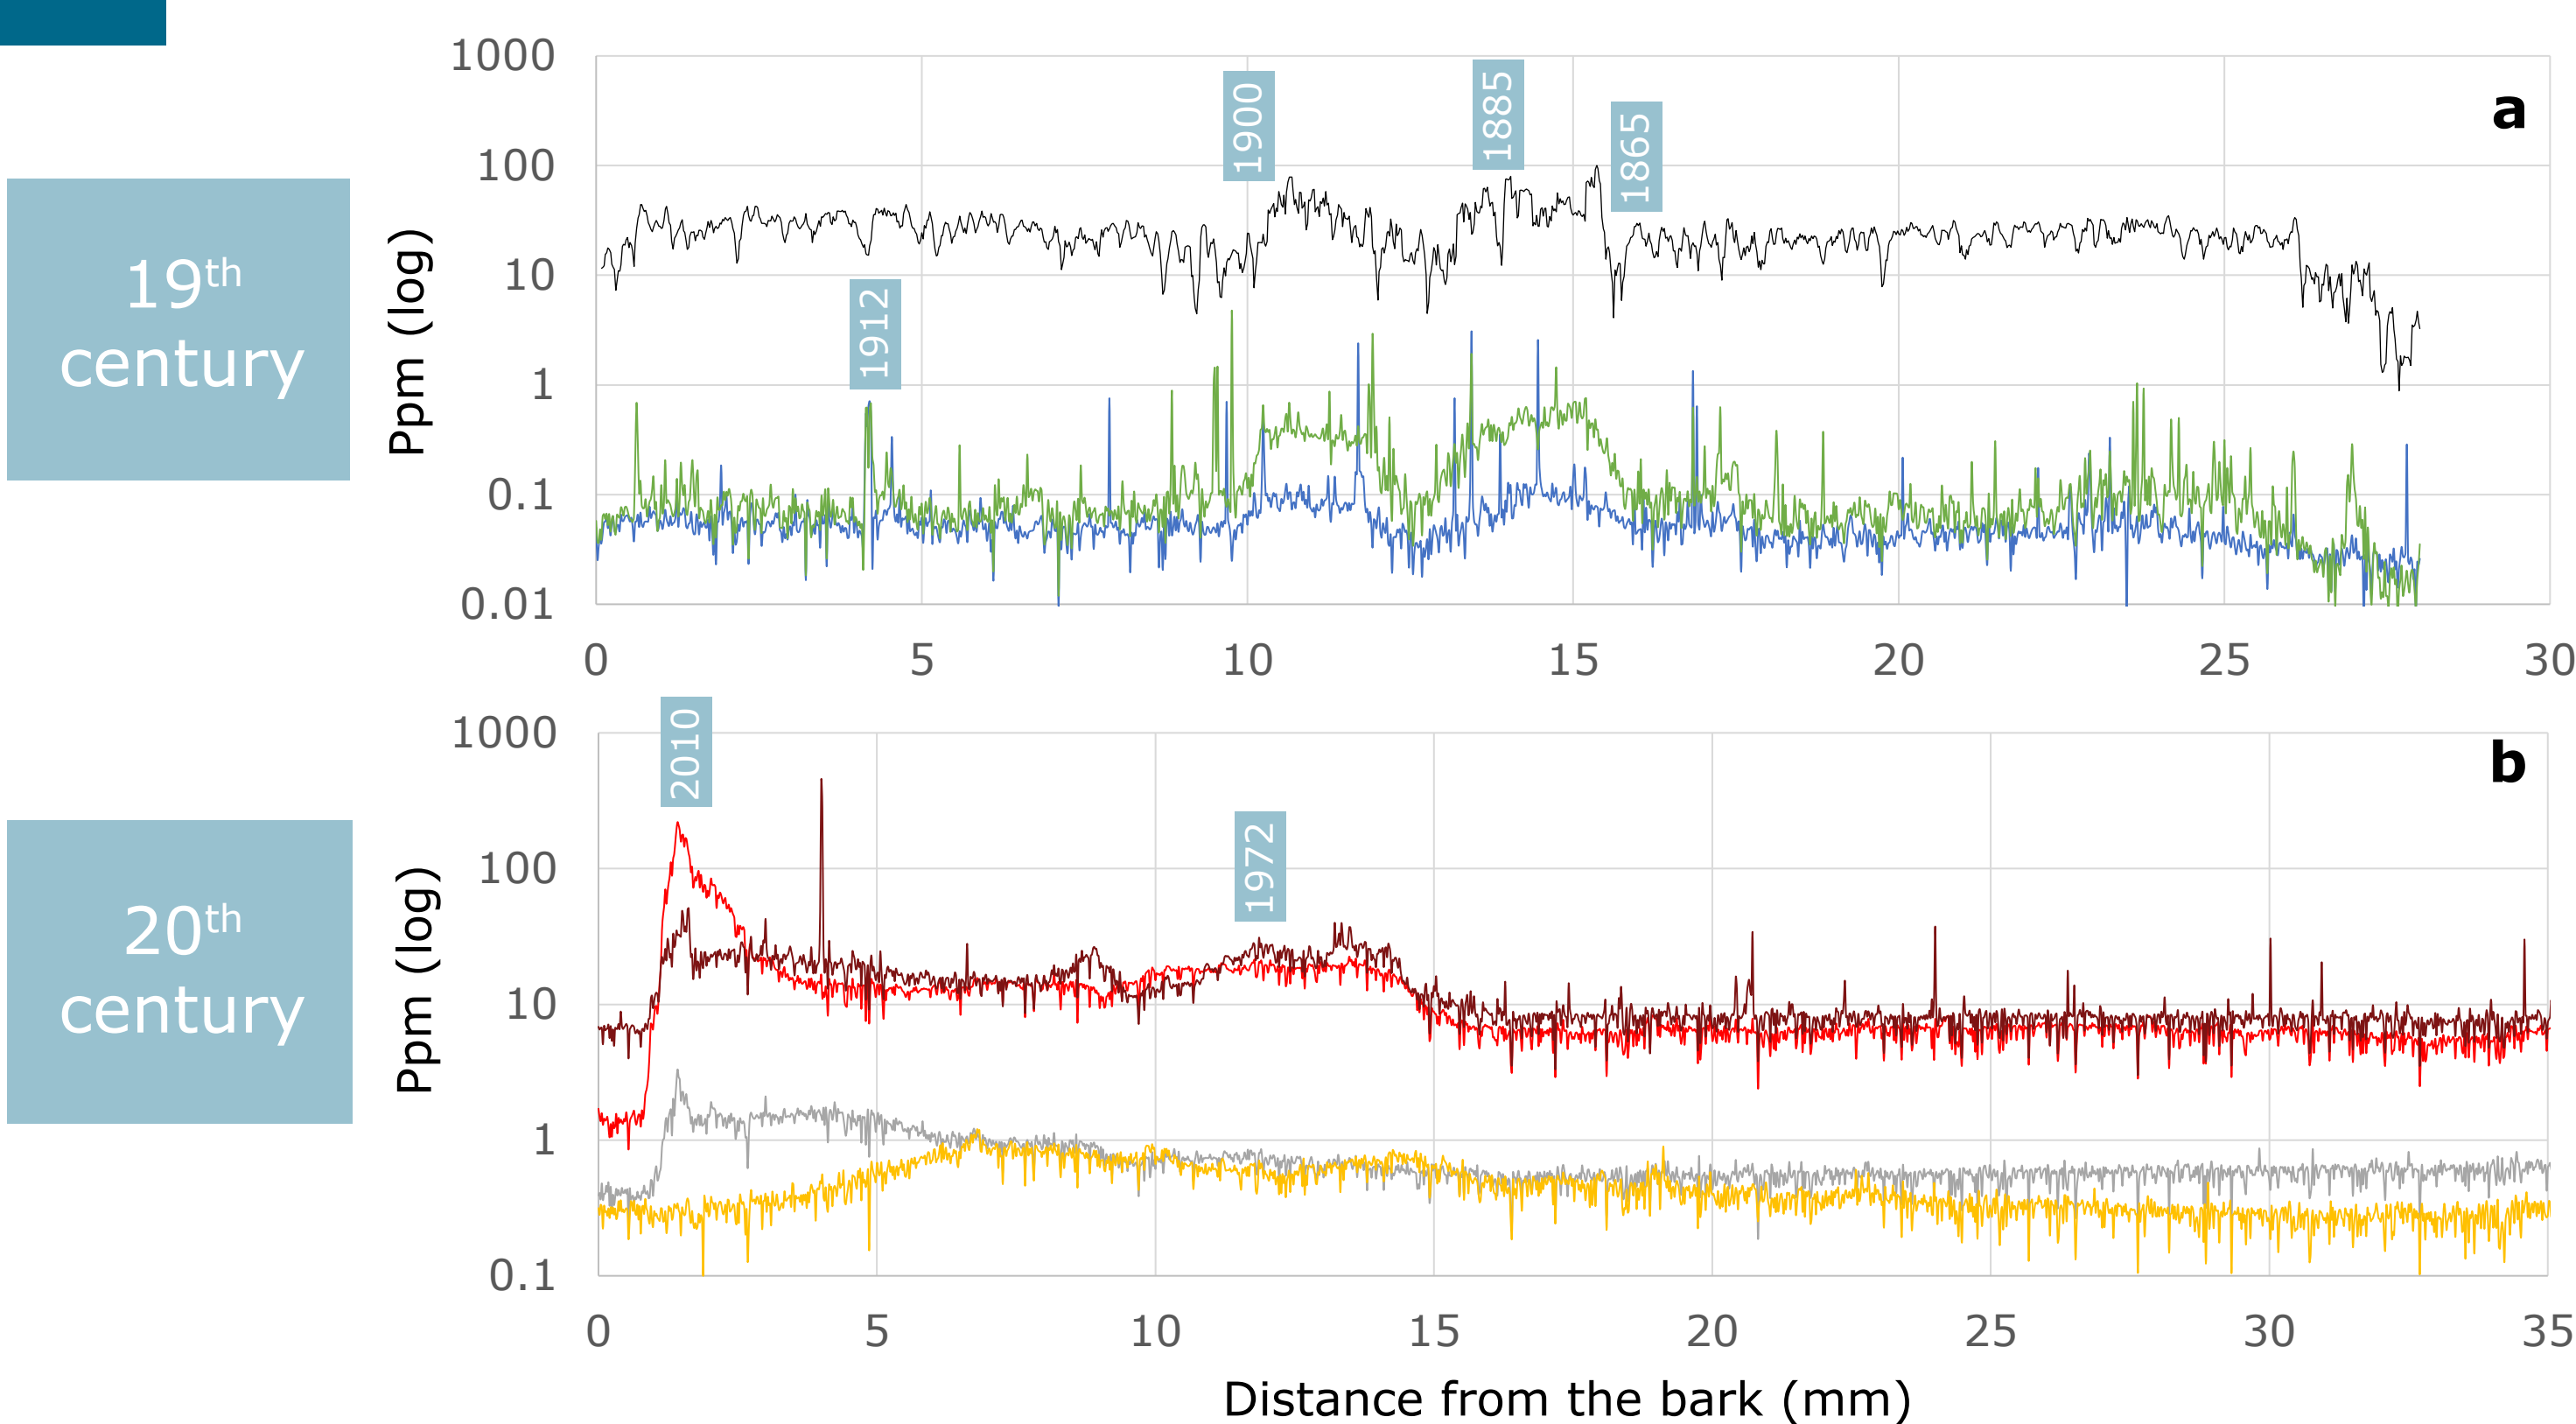 1000
100
10
1
0.1
0.01
Ppm (log)
1900
1885
1865
1912
a
19th
century
0 5 10 15 20 25 30
1000
100
10
1
0.1
Ppm (log)
2010
1972
b
20th
century
0 5 10 15 20 25 30 35
Distance from the bark (mm)